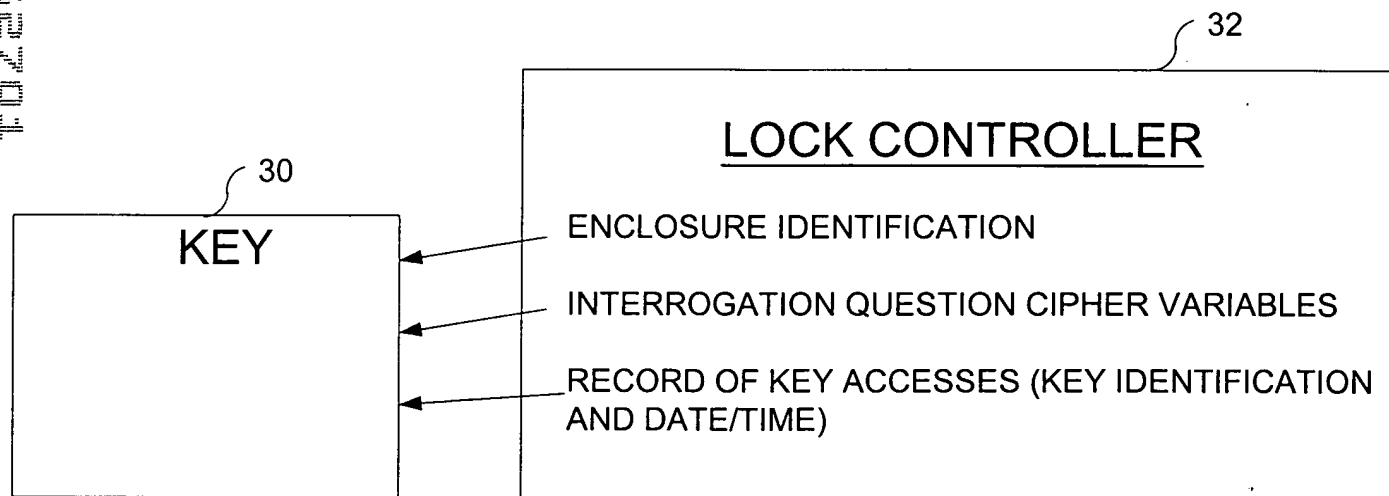 32
LOCK CONTROLLER
30
KEY
ENCLOSURE IDENTIFICATION
INTERROGATION QUESTION CIPHER VARIABLES
RECORD OF KEY ACCESSES (KEY IDENTIFICATION
AND DATE/TIME)